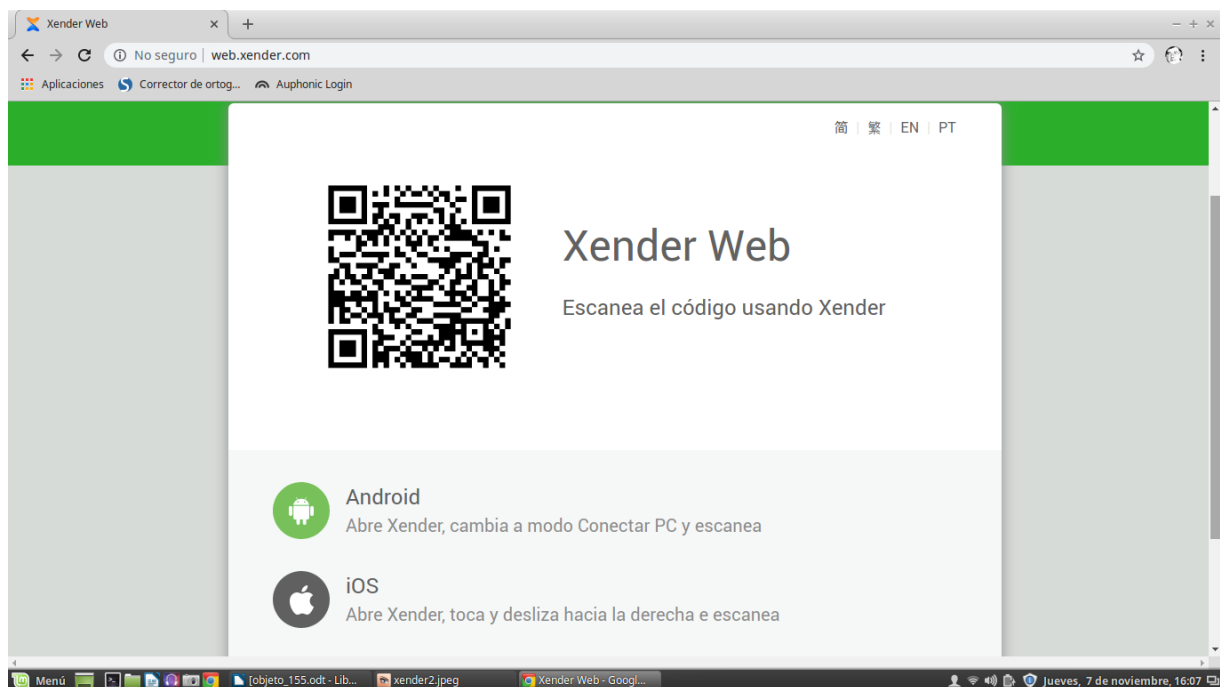 Xender Web
No seguro | web.xender.com
Aplicaciones Corrector de ortog... Auphonic Login
简 | 繁 | EN | PT
Xender Web
Escanea el código usando Xender
Android
Abre Xender, cambia a modo Conectar PC y escanea
iOS
Abre Xender, toca y desliza hacia la derecha e escanea
Menú [objeto_155.odt - Lib... xender2.jpeg Xender Web - Googl... Jueves, 7 de noviembre, 16:07